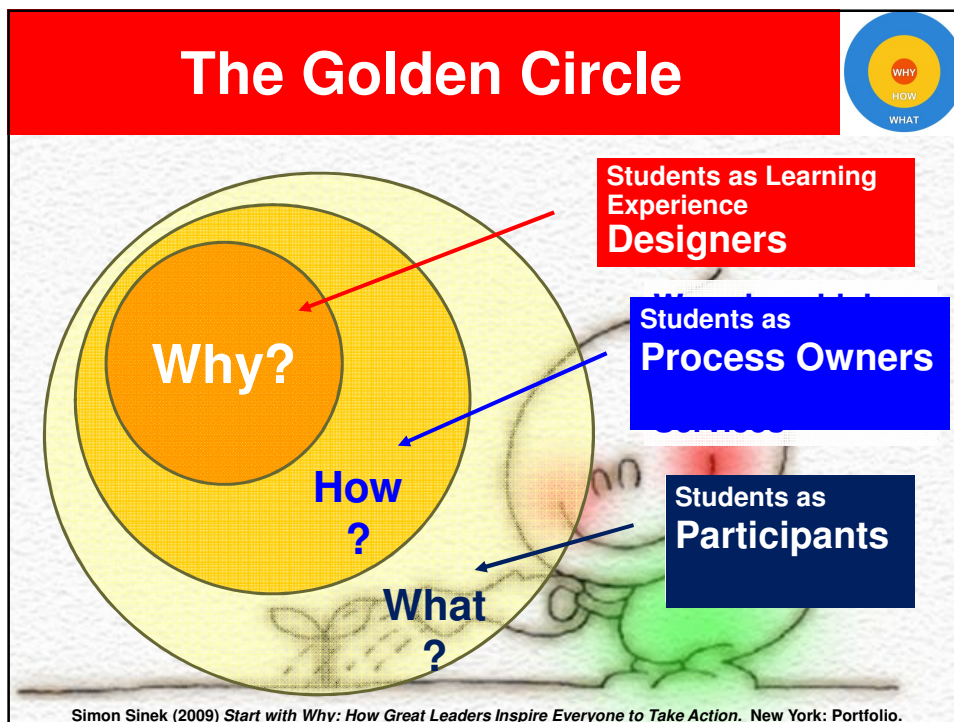 The Golden Circle
WHY
HOW
WHAT
Students as Learning
Experience
Designers
Students as
Process Owners
Students as
Participants
Why?
How
?
What
?
Simon Sinek (2009) Start with Why: How Great Leaders Inspire Everyone to Take Action. New York: Portfolio.